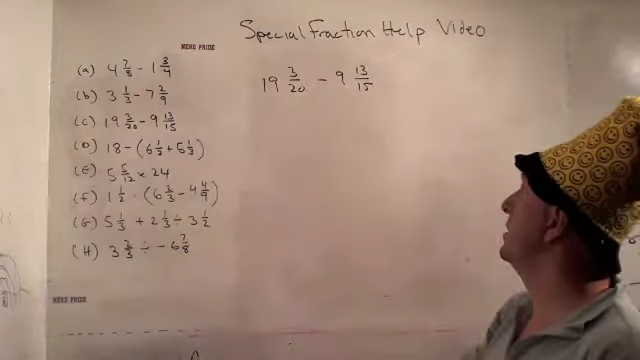 Special Fraction Help Video
NERD PRIDE
(a) 4 7/8 - 1 3/4
19 3/20 - 9 13/15
(b) 3 1/3 - 7 2/9
(c) 19 3/20 - 9 13/15
(D) 18 - (6 1/2 + 5 1/3)
(E) 5 5/12 × 24
(F) 1 1/2 · (6 2/3 - 4 4/9)
(G) 5 1/3 + 2 1/3 ÷ 3 1/2
(H) 3 2/3 ÷ - 6 7/8
NERD PRIDE